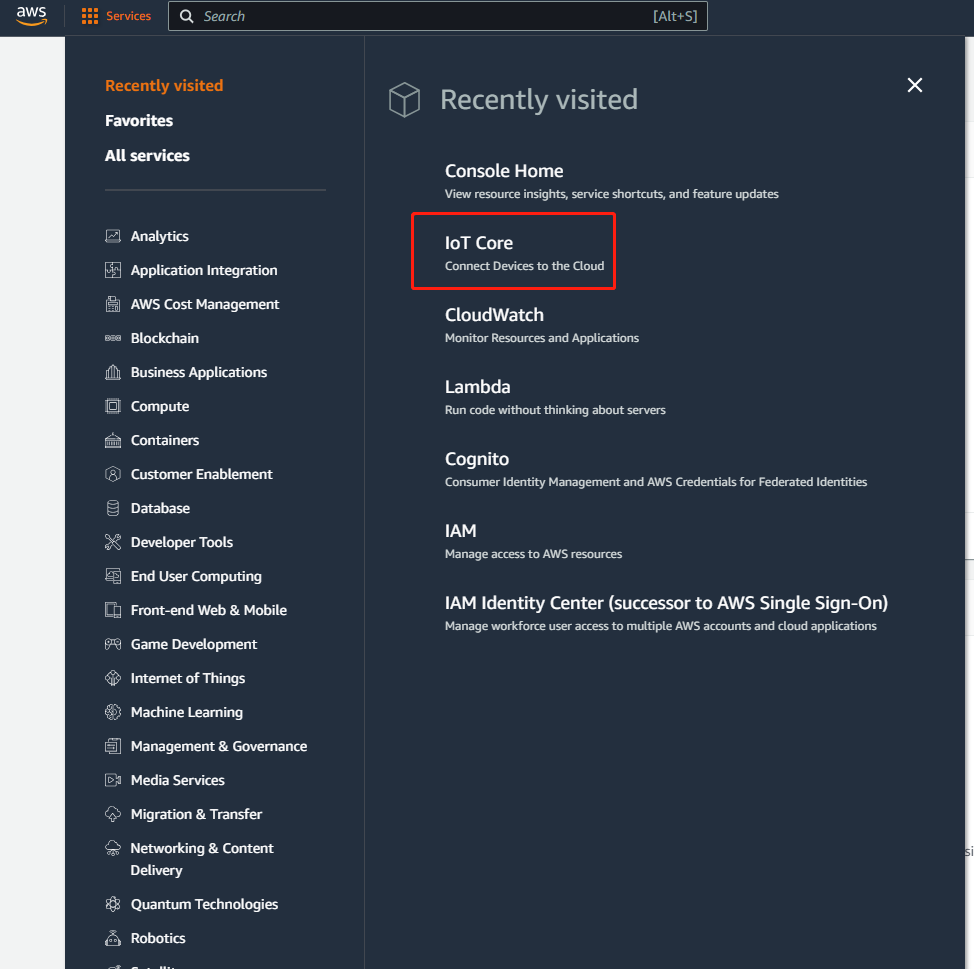 aws
Services
Search
[Alt+S]
Recently visited
Favorites
All services
Analytics
Application Integration
AWS Cost Management
Blockchain
Business Applications
Compute
Containers
Customer Enablement
Database
Developer Tools
End User Computing
Front-end Web & Mobile
Game Development
Internet of Things
Machine Learning
Management & Governance
Media Services
Migration & Transfer
Networking & Content
Delivery
Quantum Technologies
Robotics
Recently visited
Console Home
View resource insights, service shortcuts, and feature updates
IoT Core
Connect Devices to the Cloud
CloudWatch
Monitor Resources and Applications
Lambda
Run code without thinking about servers
Cognito
Consumer Identity Management and AWS Credentials for Federated Identities
IAM
Manage access to AWS resources
IAM Identity Center (successor to AWS Single Sign-On)
Manage workforce user access to multiple AWS accounts and cloud applications
si